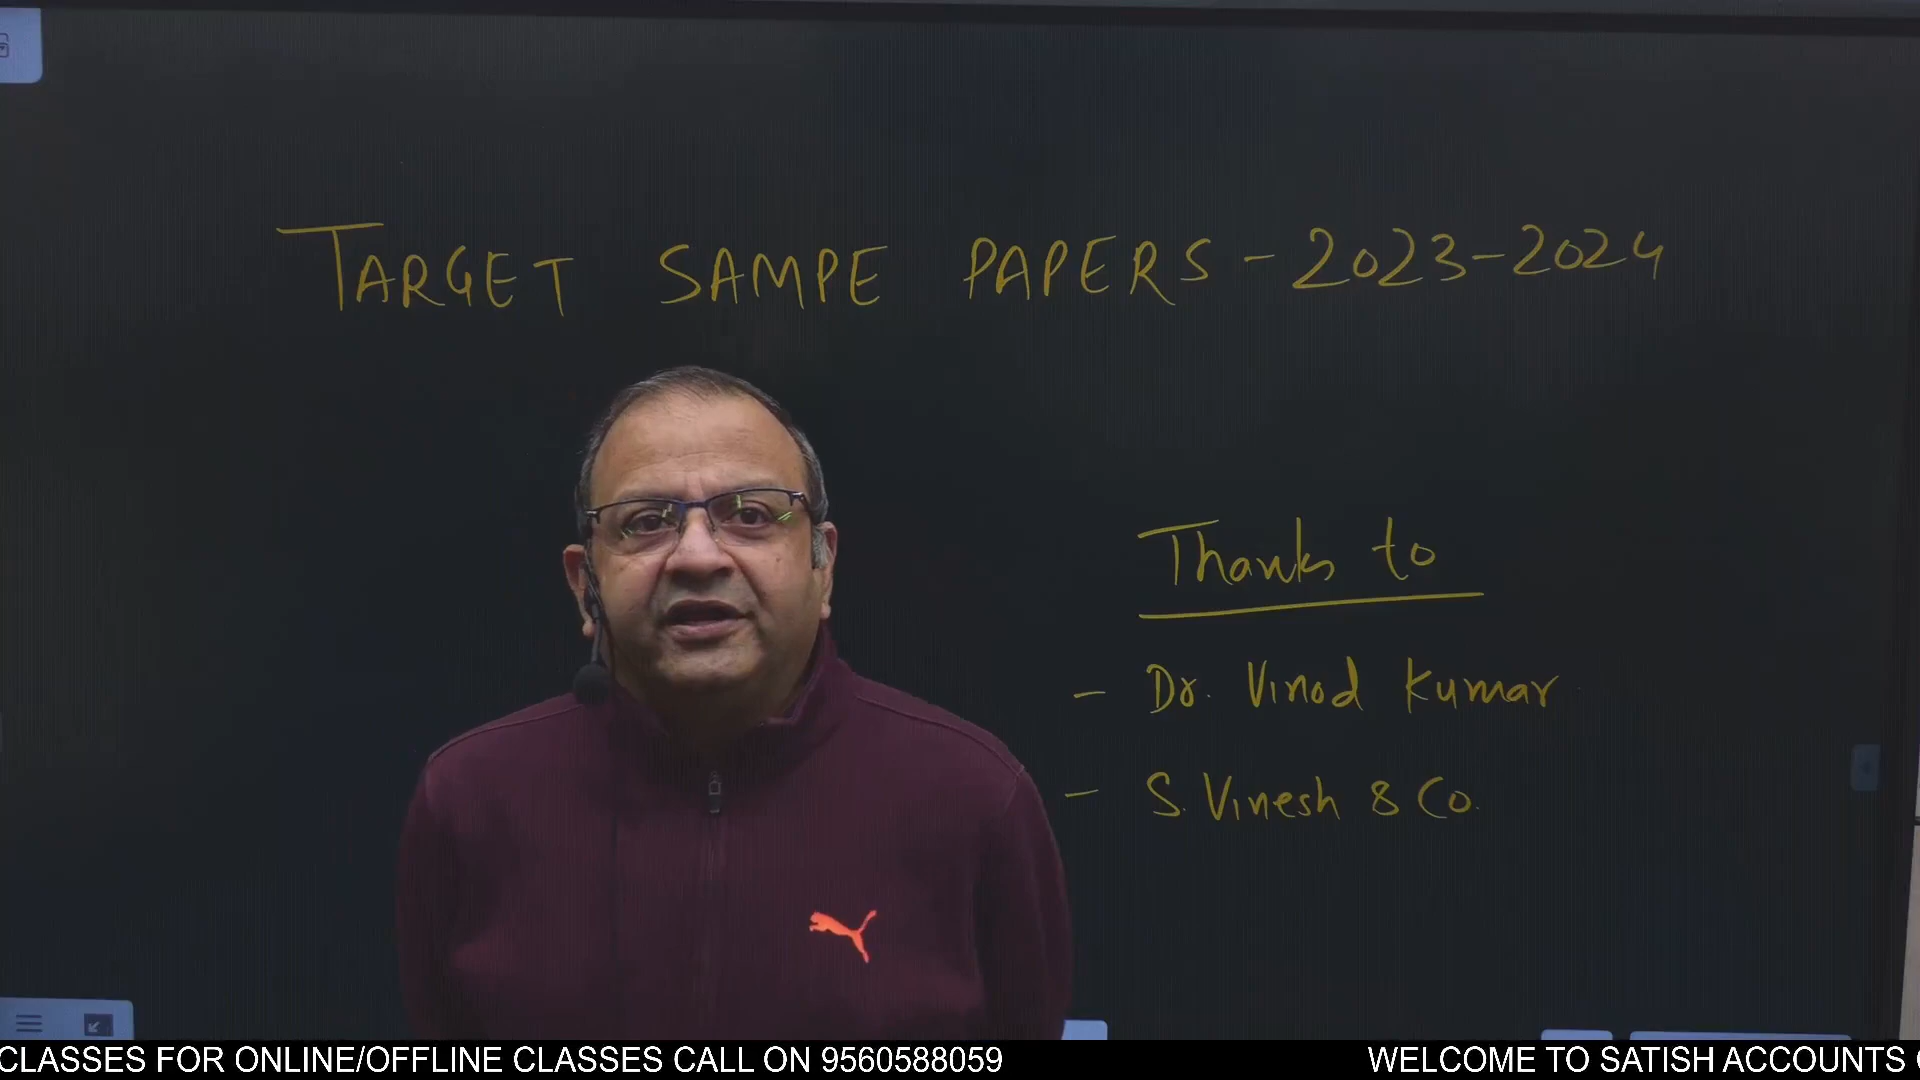 TARGET SAMPE PAPERS - 2023-2024
Thanks to
- Dr. Vinod Kumar
- S. Vinesh & Co.
CLASSES FOR ONLINE/OFFLINE CLASSES CALL ON 9560588059
WELCOME TO SATISH ACCOUNTS